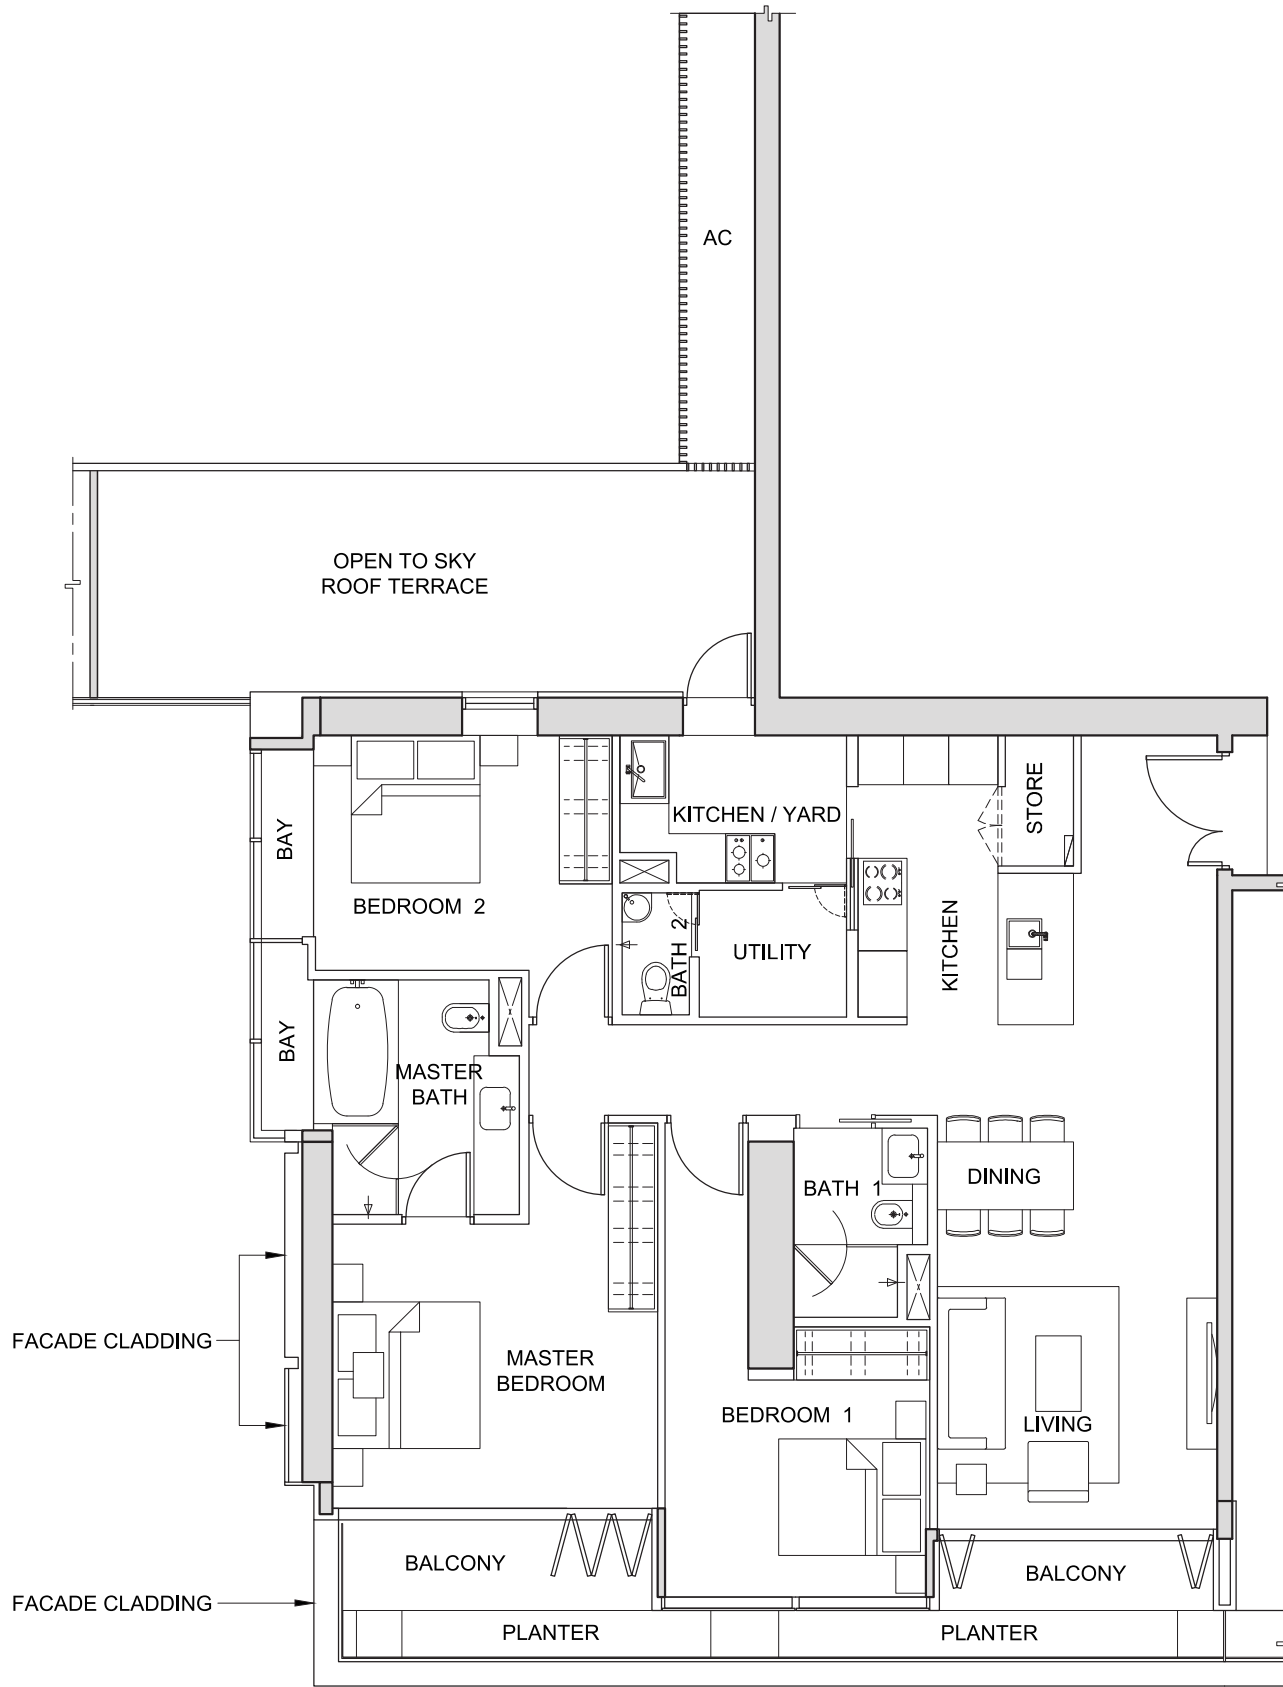 AC
OPEN TO SKY
ROOF TERRACE
BAY
BEDROOM 2
KITCHEN / YARD
STORE
BATH 2
UTILITY
KITCHEN
BAY
MASTER
BATH
BATH 1
DINING
FACADE CLADDING
MASTER
BEDROOM
BEDROOM 1
LIVING
BALCONY
BALCONY
FACADE CLADDING
PLANTER
PLANTER